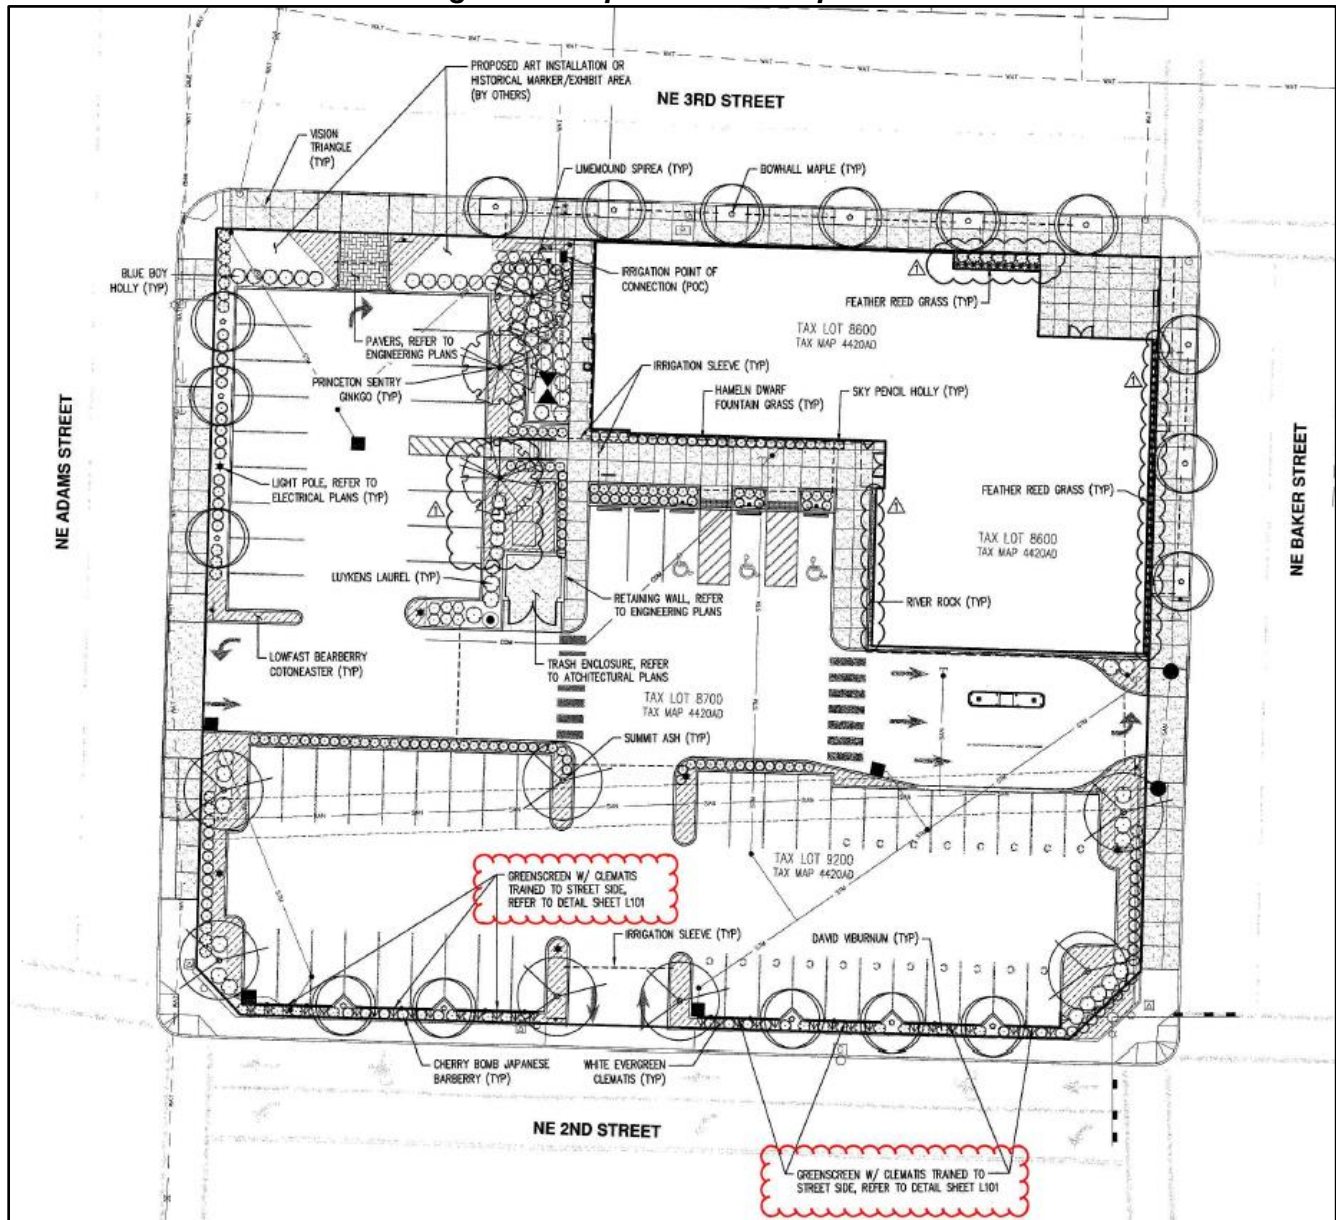 PROPOSED ART INSTALLATION OR
HISTORICAL MARKER/EXHIBIT AREA
(BY OTHERS)
NE 3RD STREET
VISION
TRIANGLE
(TYP)
LIMEMOUND SPIREA (TYP)
BOWHALL MAPLE (TYP)
BLUE BOY
HOLLY (TYP)
IRRIGATION POINT OF
CONNECTION (POC)
FEATHER REED GRASS (TYP)
TAX LOT 8600
TAX MAP 4420AD
PAVERS, REFER TO
ENGINEERING PLANS
PRINCETON SENTRY
GINKGO (TYP)
IRRIGATION SLEEVE (TYP)
HAMELN DWARF
FOUNTAIN GRASS (TYP)
SKY PENCIL HOLLY (TYP)
NE ADAMS STREET
NE BAKER STREET
LIGHT POLE, REFER TO
ELECTRICAL PLANS (TYP)
FEATHER REED GRASS (TYP)
TAX LOT 8600
TAX MAP 4420AD
LUYKENS LAUREL (TYP)
RETAINING WALL, REFER
TO ENGINEERING PLANS
RIVER ROCK (TYP)
LOWFAST BEARBERRY
COTONEASTER (TYP)
TRASH ENCLOSURE, REFER
TO ATCHITECTURAL PLANS
TAX LOT 8700
TAX MAP 4420AD
SUMMIT ASH (TYP)
TAX LOT 9200
TAX MAP 4420AD
GREENSCREEN W/ CLEMATIS
TRAINED TO STREET SIDE,
REFER TO DETAIL SHEET L101
IRRIGATION SLEEVE (TYP)
DAVID VIBURNUM (TYP)
CHERRY BOMB JAPANESE
BARBERRY (TYP)
WHITE EVERGREEN
CLEMATIS (TYP)
NE 2ND STREET
GREENSCREEN W/ CLEMATIS TRAINED TO
STREET SIDE, REFER TO DETAIL SHEET L101